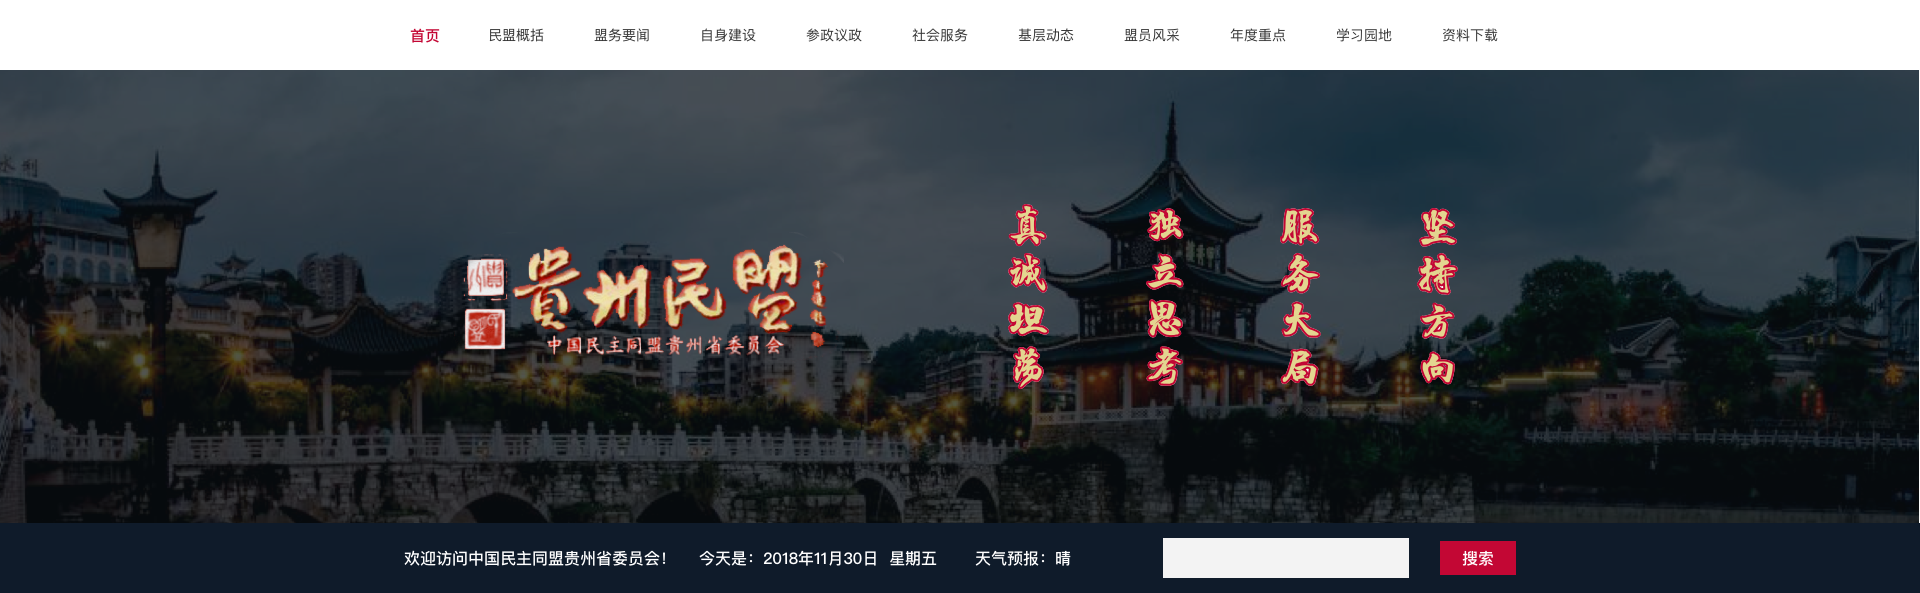 首页 民盟概括 盟务要闻 自身建设 参政议政 社会服务 基层动态 盟员风采 年度重点 学习园地 资料下载
水利
貴州民盟
中国民主同盟贵州省委员会
真诚坦荡
独立思考
服务大局
坚持方向
欢迎访问中国民主同盟贵州省委员会！ 今天是：2018年11月30日 星期五 天气预报：晴 搜索